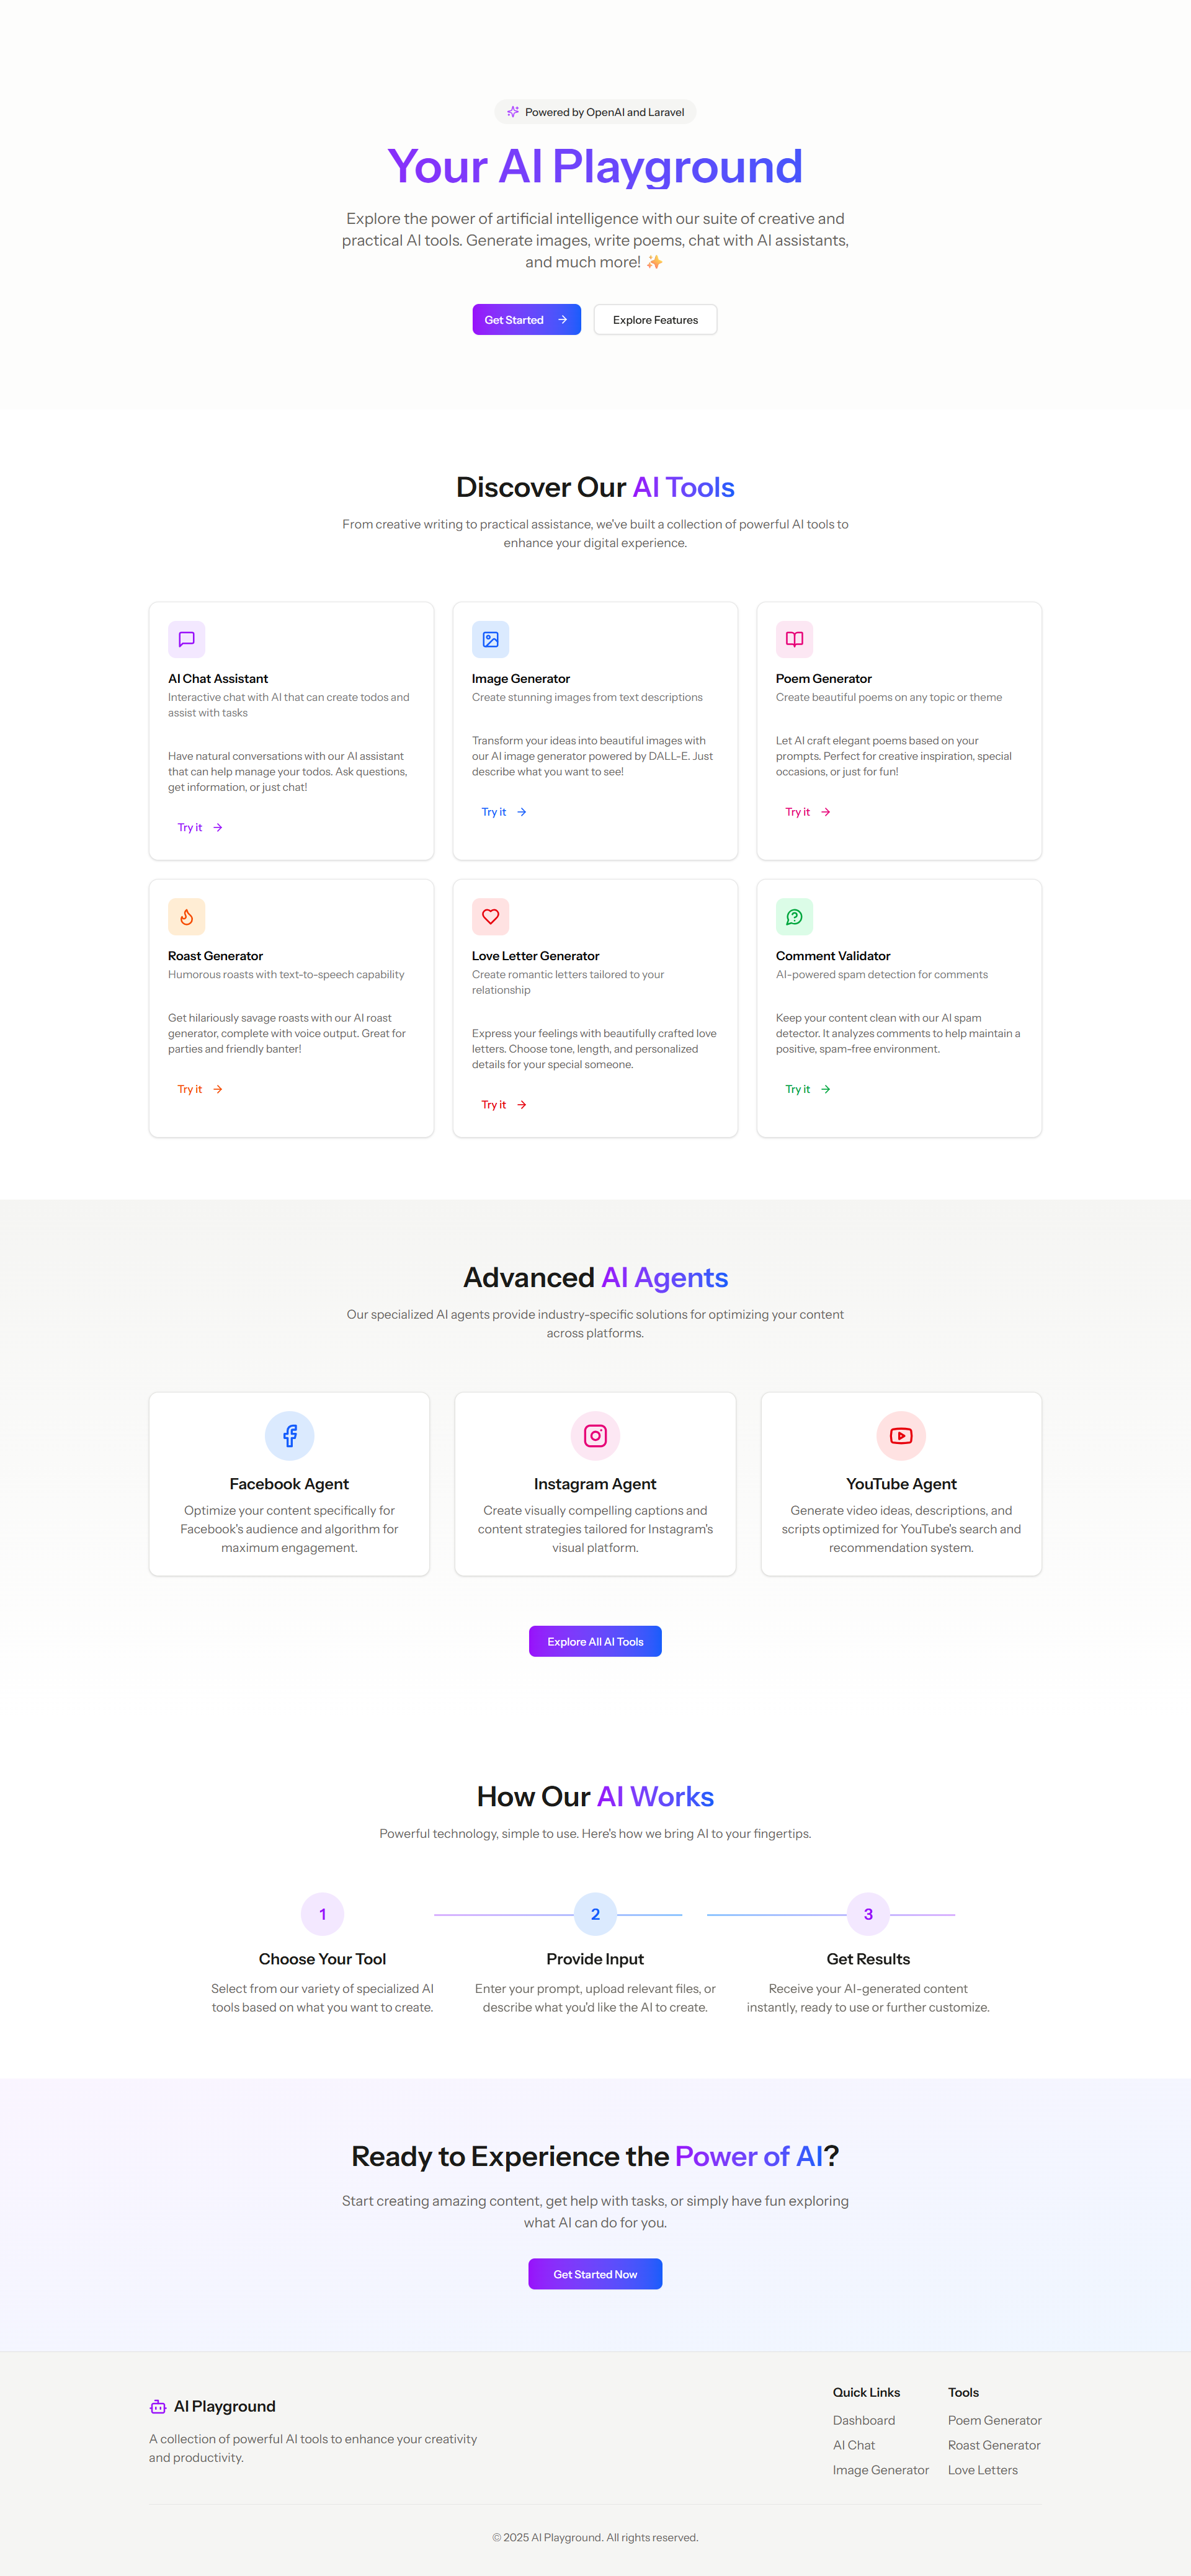 Powered by OpenAI and Laravel
Your AI Playground
Explore the power of artificial intelligence with our suite of creative and
practical AI tools. Generate images, write poems, chat with AI assistants,
and much more! ✨
Get Started →
Explore Features
Discover Our AI Tools
From creative writing to practical assistance, we've built a collection of powerful AI tools to
enhance your digital experience.
AI Chat Assistant
Interactive chat with AI that can create todos and
assist with tasks
Have natural conversations with our AI assistant
that can help manage your todos. Ask questions,
get information, or just chat!
Try it →
Image Generator
Create stunning images from text descriptions
Transform your ideas into beautiful images with
our AI image generator powered by DALL-E. Just
describe what you want to see!
Try it →
Poem Generator
Create beautiful poems on any topic or theme
Let AI craft elegant poems based on your
prompts. Perfect for creative inspiration, special
occasions, or just for fun!
Try it →
Roast Generator
Humorous roasts with text-to-speech capability
Get hilariously savage roasts with our AI roast
generator, complete with voice output. Great for
parties and friendly banter!
Try it →
Love Letter Generator
Create romantic letters tailored to your
relationship
Express your feelings with beautifully crafted love
letters. Choose tone, length, and personalized
details for your special someone.
Try it →
Comment Validator
AI-powered spam detection for comments
Keep your content clean with our AI spam
detector. It analyzes comments to help maintain a
positive, spam-free environment.
Try it →
Advanced AI Agents
Our specialized AI agents provide industry-specific solutions for optimizing your content
across platforms.
Facebook Agent
Optimize your content specifically for
Facebook's audience and algorithm for
maximum engagement.
Instagram Agent
Create visually compelling captions and
content strategies tailored for Instagram's
visual platform.
YouTube Agent
Generate video ideas, descriptions, and
scripts optimized for YouTube's search and
recommendation system.
Explore All AI Tools
How Our AI Works
Powerful technology, simple to use. Here's how we bring AI to your fingertips.
1
Choose Your Tool
Select from our variety of specialized AI
tools based on what you want to create.
2
Provide Input
Enter your prompt, upload relevant files, or
describe what you'd like the AI to create.
3
Get Results
Receive your AI-generated content
instantly, ready to use or further customize.
Ready to Experience the Power of AI?
Start creating amazing content, get help with tasks, or simply have fun exploring
what AI can do for you.
Get Started Now
AI Playground
A collection of powerful AI tools to enhance your creativity
and productivity.
Quick Links
Dashboard
AI Chat
Image Generator
Tools
Poem Generator
Roast Generator
Love Letters
© 2025 AI Playground. All rights reserved.